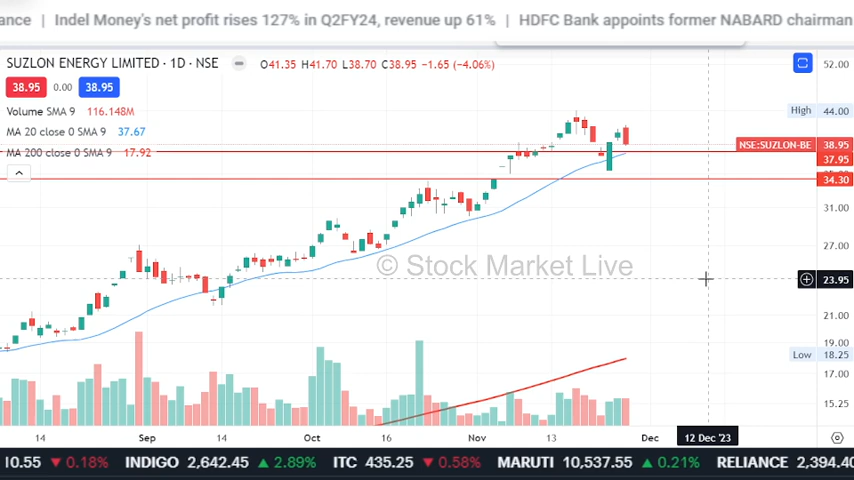 ance | Indel Money's net profit rises 127% in Q2FY24, revenue up 61% | HDFC Bank appoints former NABARD chairman
SUZLON ENERGY LIMITED · 1D · NSE O41.35 H41.70 L38.70 C38.95 −1.65 (−4.06%)
38.95 0.00 38.95
Volume SMA 9 116.148M
MA 20 close 0 SMA 9 37.67
MA 200 close 0 SMA 9 17.92
52.00
High 44.00
NSE:SUZLON-BE 38.95
37.95
34.30
31.00
27.00
23.95
21.00
19.00
Low 18.25
17.00
15.25
© Stock Market Live
14 Sep 14 Oct 16 Nov 13 Dec 12 Dec '23
10.55 0.18% INDIGO 2,642.45 2.89% ITC 435.25 0.58% MARUTI 10,537.55 0.21% RELIANCE 2,394.40